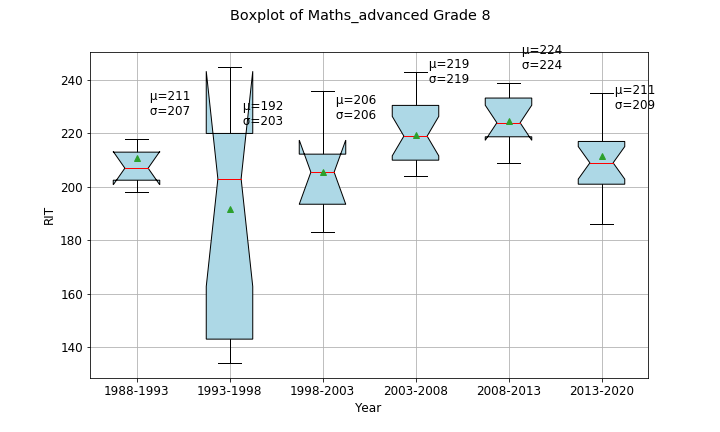 Boxplot of Maths_advanced Grade 8
μ=224
σ=224
μ=219
σ=219
μ=211
σ=207
μ=192
σ=203
μ=206
σ=206
μ=211
σ=209
240
220
200
180
160
140
RIT
1988-1993
1993-1998
1998-2003
2003-2008
2008-2013
2013-2020
Year